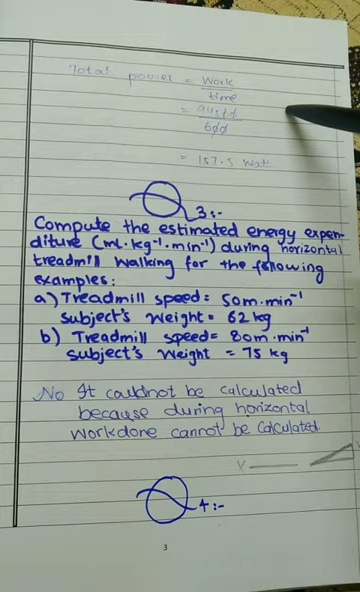 Total power = Work
time
= 945∅∅
6∅∅
= 157.5 Watt
Q3:-
Compute the estimated energy expen-
diture (ml.kg-1.min-1) during horizontal
treadmill walking for the following
examples:
a) Treadmill speed = 50m.min-1
subject's Weight = 62 kg
b) Treadmill speed = 80m.min-1
subject's Weight = 75 kg
No It couldnot be calculated
because during horizontal
workdone cannot be calculated.
Q4:-
3